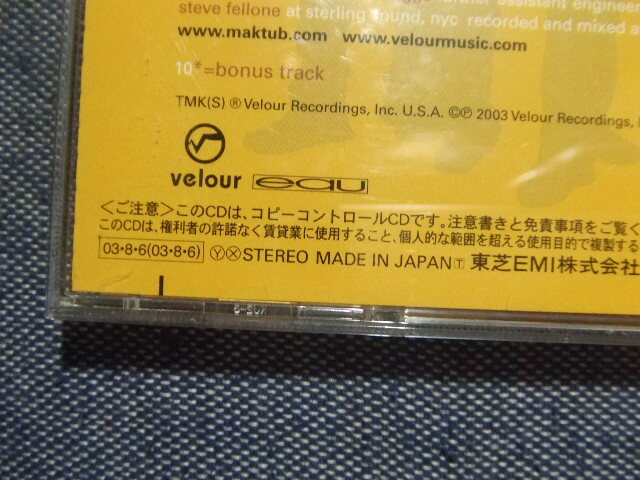 assistant engineer
steve fellone at sterling sound, nyc recorded and mixed a
www.maktub.com www.velourmusic.com
10*=bonus track
TMK(S) ® Velour Recordings, Inc. U.S.A. ©℗ 2003 Velour Recordings,
velour eau
＜ご注意＞このCDは、コピーコントロールCDです。注意書きと免責事項をご覧く
このCDは、権利者の許諾なく賃貸業に使用すること、個人的な範囲を超える使用目的で複製する
03・8・6(03・8・6) ⓎⓍ STEREO MADE IN JAPAN 🅃 東芝EMI株式会社